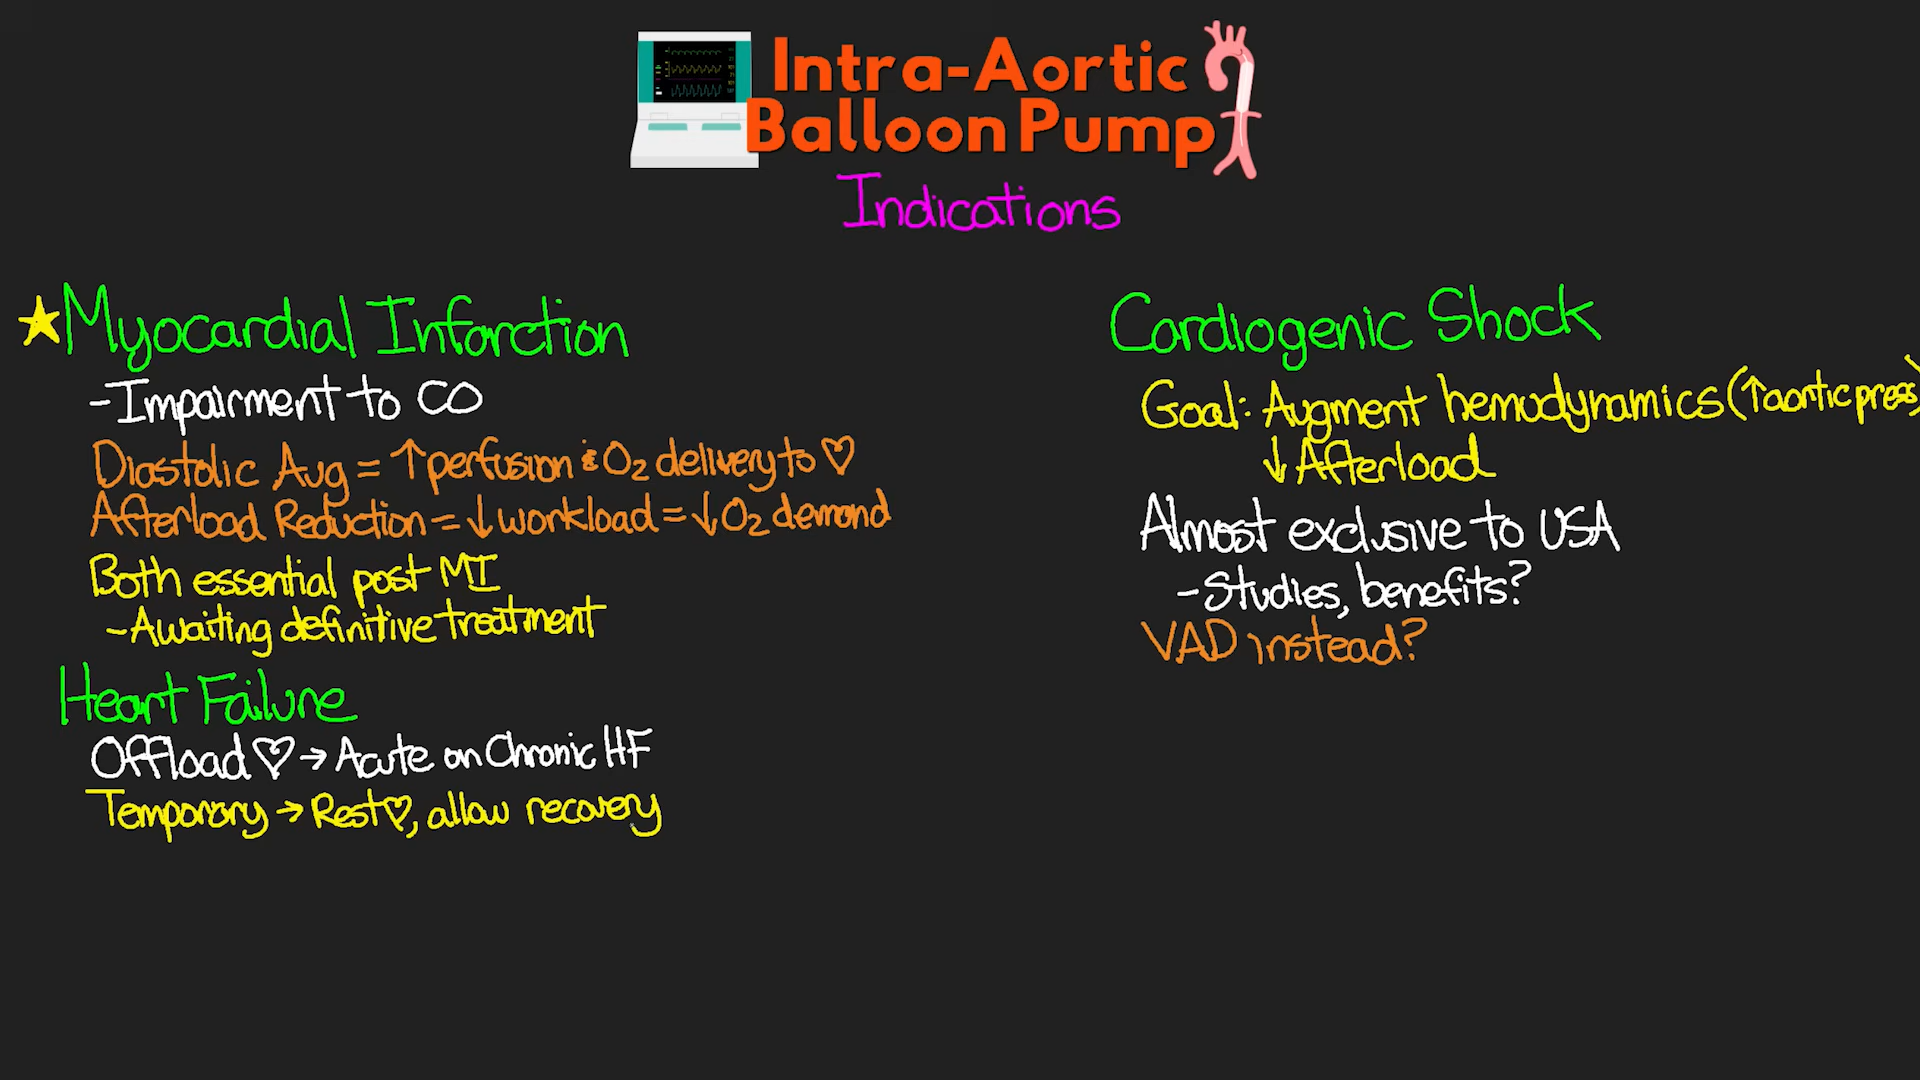 Intra-Aortic
Balloon Pump
Indications
Myocardial Infarction
-Impairment to CO
Diastolic Aug = ↑perfusion & O2 delivery to ♡
Afterload Reduction = ↓workload = ↓O2 demand
Both essential post MI
-Awaiting definitive treatment
Heart Failure
Offload ♡ → Acute on Chronic HF
Temporary → Rest ♡, allow recovery
Cardiogenic Shock
Goal: Augment hemodynamics (↑aortic press)
↓ Afterload
Almost exclusive to USA
-Studies, benefits?
VAD instead?